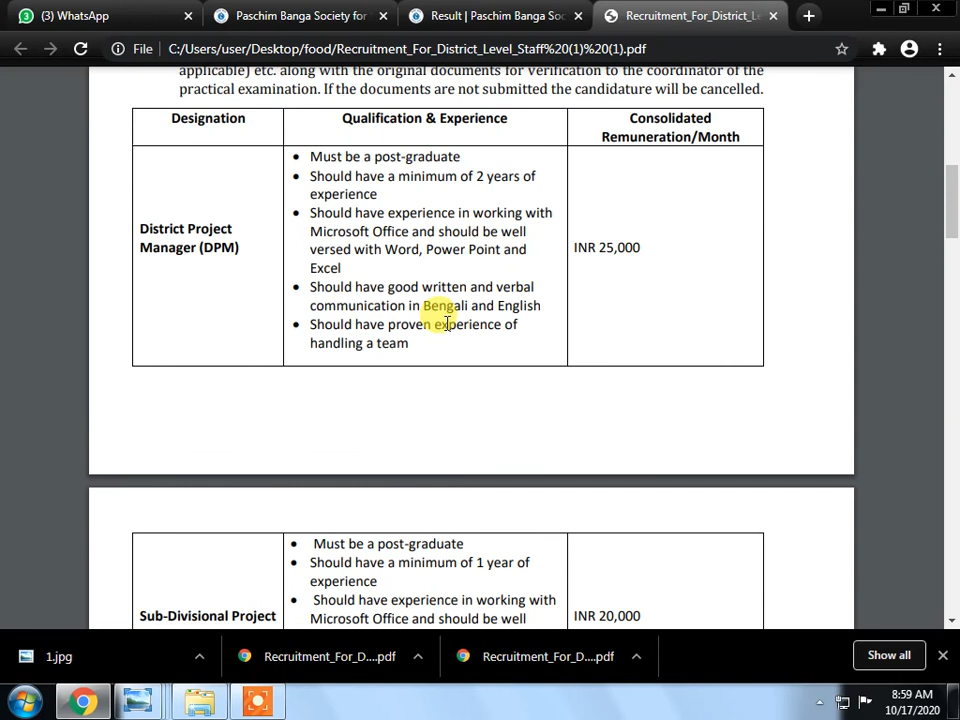 (3) WhatsApp
Paschim Banga Society for
Result | Paschim Banga Soc
Recruitment_For_District_Le
File
C:/Users/user/Desktop/food/Recruitment_For_District_Level_Staff%20(1)%20(1).pdf
applicable) etc. along with the original documents for verification to the coordinator of the
practical examination. If the documents are not submitted the candidature will be cancelled.
Designation
Qualification & Experience
Consolidated
Remuneration/Month
District Project
Manager (DPM)
• Must be a post-graduate
• Should have a minimum of 2 years of
experience
• Should have experience in working with
Microsoft Office and should be well
versed with Word, Power Point and
Excel
• Should have good written and verbal
communication in Bengali and English
• Should have proven experience of
handling a team
INR 25,000
Sub-Divisional Project
• Must be a post-graduate
• Should have a minimum of 1 year of
experience
• Should have experience in working with
Microsoft Office and should be well
INR 20,000
1.jpg
Recruitment_For_D....pdf
Recruitment_For_D....pdf
Show all
8:59 AM
10/17/2020